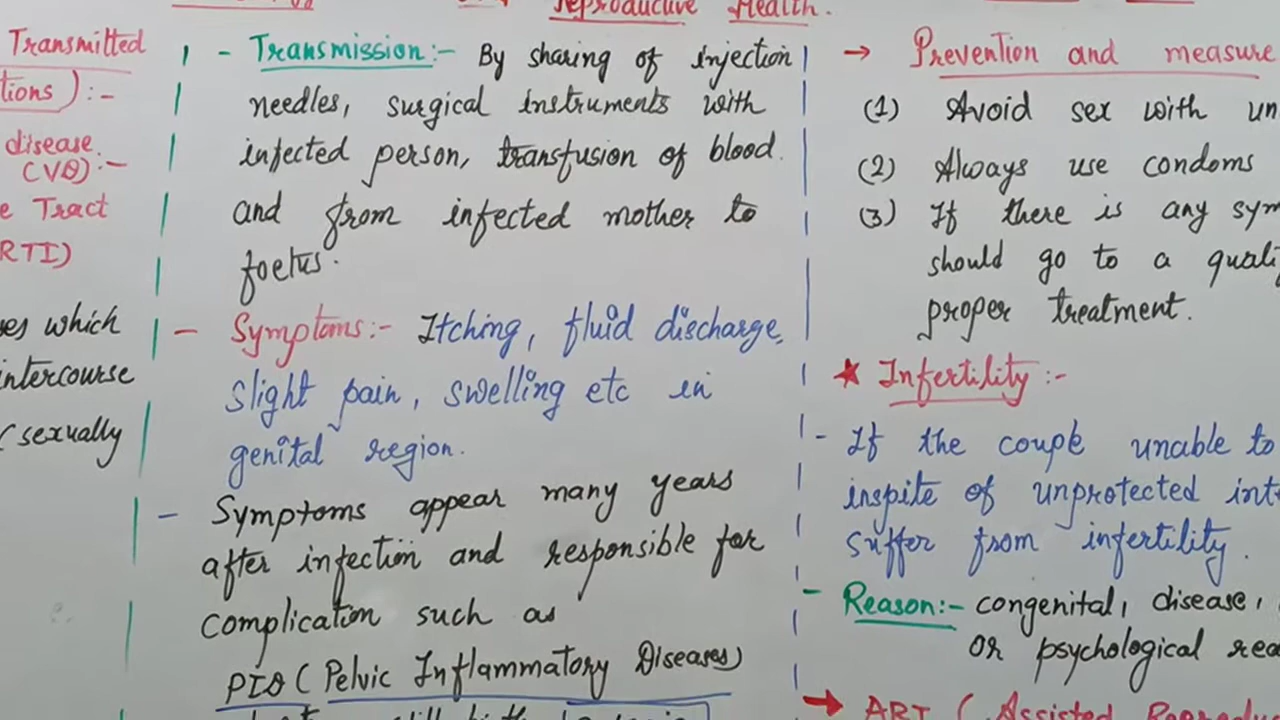 reproductive Health.
Transmitted
tions) :-
disease
(VD):-
e Tract
RTI)
es which
intercourse
(sexually
- Transmission:- By sharing of injection
needles, surgical instruments with
infected person, transfusion of blood.
and from infected mother to
foetus.
- Symptoms:- Itching, fluid discharge,
slight pain, swelling etc in
genital region.
- Symptoms appear many years
after infection and responsible for
complication such as
PID (Pelvic Inflammatory Diseases)
→ Prevention and measure
(1) Avoid sex with un
(2) Always use condoms
(3) If there is any sym
should go to a quali
proper treatment.
★ Infertility :-
- If the couple unable to
inspite of unprotected int
suffer from infertility.
- Reason:- congenital, disease,
or psychological rea
→ ART (Assisted Reprodu